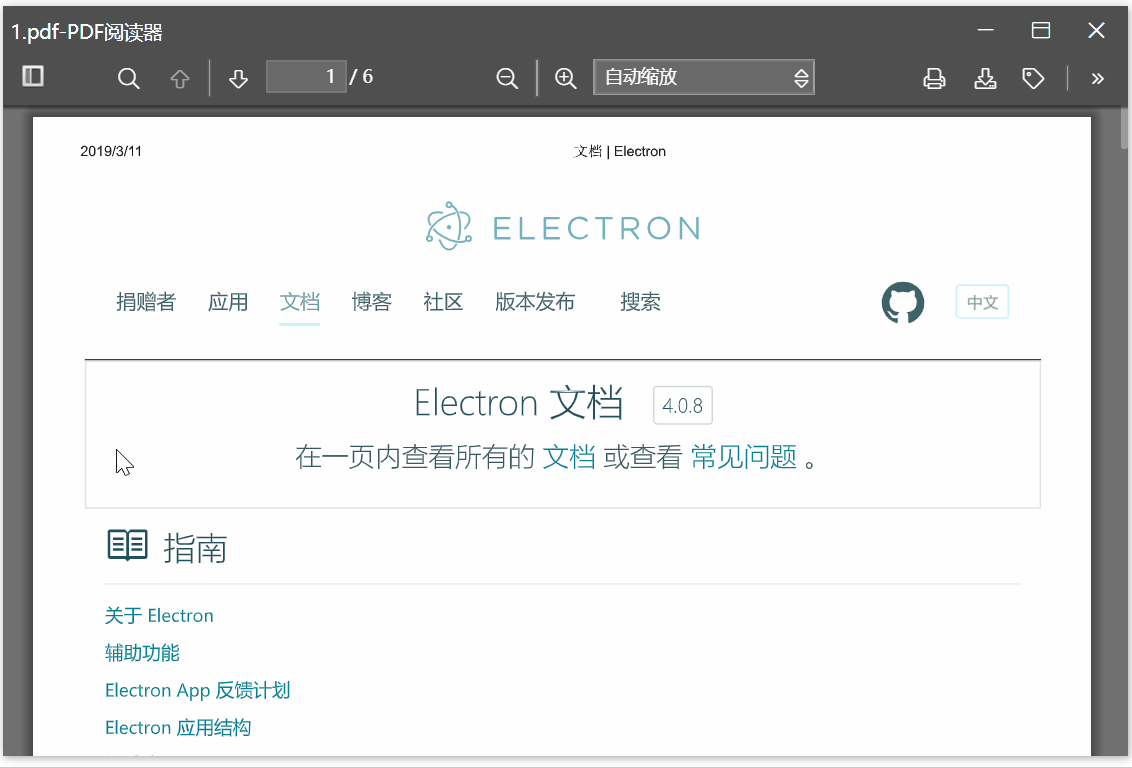 1.pdf-PDF阅读器
1 / 6 自动缩放
2019/3/11 文档 | Electron
ELECTRON
捐赠者 应用 文档 博客 社区 版本发布 搜索 中文
Electron 文档 4.0.8
在一页内查看所有的 文档 或查看 常见问题 。
指南
关于 Electron
辅助功能
Electron App 反馈计划
Electron 应用结构